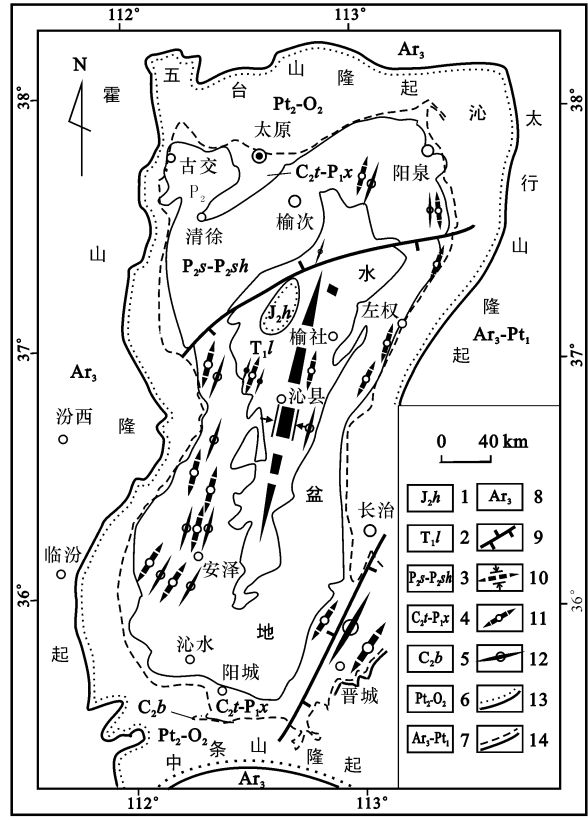 112° 113°
Ar₃
N
霍 五 台 山 隆 起
38° 38°
Pt₂-O₂ 沁 太
太原
古交 C₂t-P₁x 阳泉
P₂ 行
清徐 榆次
山 P₂s-P₂sh 水 山
J₂h 左权 隆
榆社 Ar₃-Pt₁
T₁l 起
37° 37°
Ar₃
沁县
汾西 隆
0 40 km
盆
长治
J₂h 1 Ar₃ 8
T₁l 2 9
P₂s-P₂sh 3 10
C₂t-P₁x 4 11
C₂b 5 12
Pt₂-O₂ 6 13
Ar₃-Pt₁ 7 14
临汾 安泽
36° 36°
地
起 沁水
阳城 晋城
C₂b C₂t-P₁x
Pt₂-O₂
中 条 山 隆 起
Ar₃
112° 113°